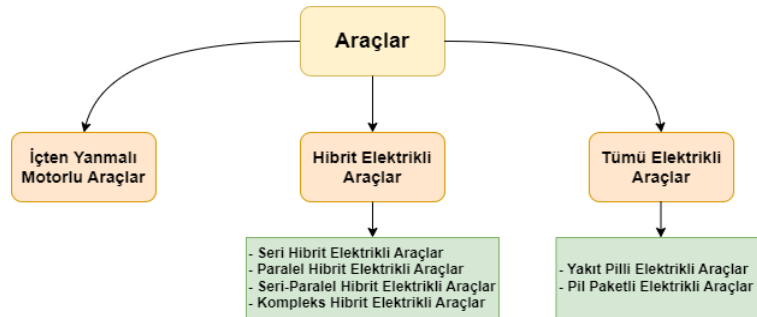 Araçlar
İçten Yanmalı
Motorlu Araçlar
Hibrit Elektrikli
Araçlar
Tümü Elektrikli
Araçlar
- Seri Hibrit Elektrikli Araçlar
- Paralel Hibrit Elektrikli Araçlar
- Seri-Paralel Hibrit Elektrikli Araçlar
- Kompleks Hibrit Elektrikli Araçlar
- Yakıt Pilli Elektrikli Araçlar
- Pil Paketli Elektrikli Araçlar